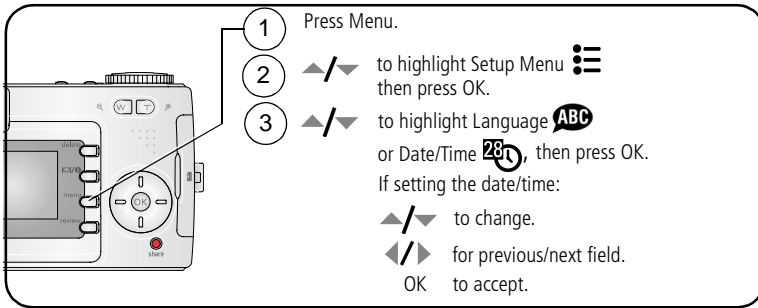 1 Press Menu.
2 to highlight Setup Menu
then press OK.
3 to highlight Language ABC
or Date/Time 28 , then press OK.
If setting the date/time:
to change.
for previous/next field.
OK to accept.
W T
delete
menu
review
OK
share